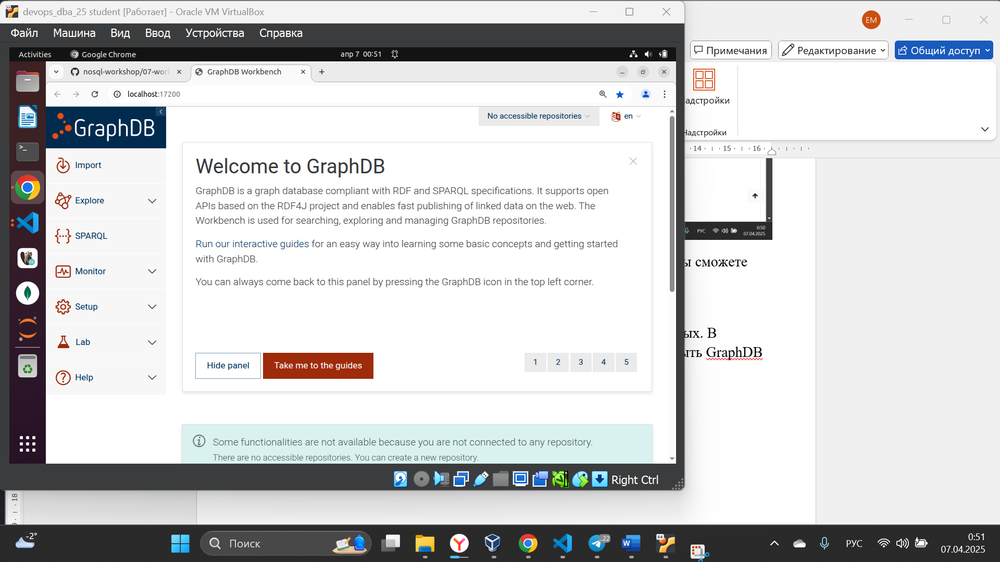 devops_dba_25 student [Работает] - Oracle VM VirtualBox
Файл Машина Вид Ввод Устройства Справка
Activities Google Chrome апр 7 00:51
nosql-workshop/07-wor GraphDB Workbench
localhost:17200
GraphDB
No accessible repositories en
Import
Explore
SPARQL
Monitor
Setup
Lab
Help
Welcome to GraphDB
GraphDB is a graph database compliant with RDF and SPARQL specifications. It supports open
APIs based on the RDF4J project and enables fast publishing of linked data on the web. The
Workbench is used for searching, exploring and managing GraphDB repositories.
Run our interactive guides for an easy way into learning some basic concepts and getting started
with GraphDB.
You can always come back to this panel by pressing the GraphDB icon in the top left corner.
Hide panel Take me to the guides 1 2 3 4 5
Some functionalities are not available because you are not connected to any repository.
There are no accessible repositories. You can create a new repository.
Right Ctrl
EM
Примечания Редактирование Общий доступ
адстройки
Надстройки
14 15 16
РУС 0:50
07.04.2025
ы сможете
ых. В
ыть GraphDB
18
-2°
Поиск
64
..22
РУС
0:51
07.04.2025